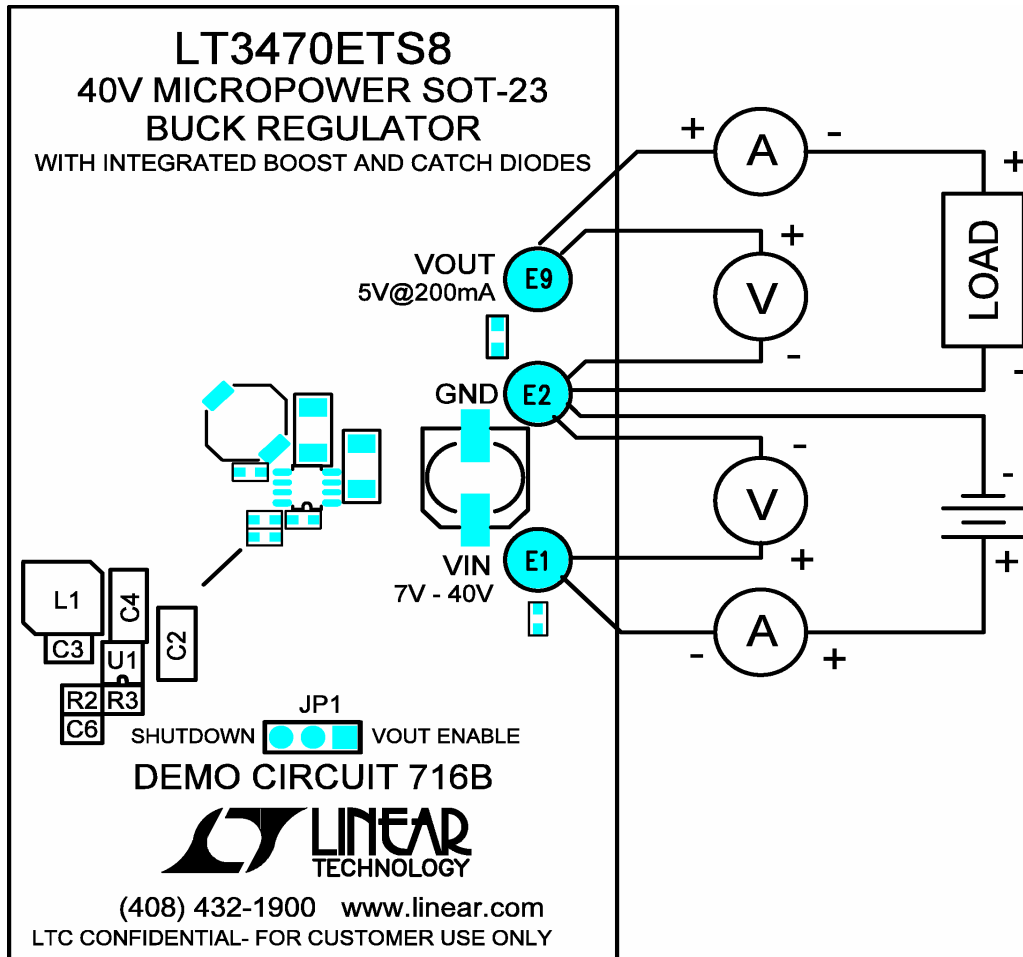 LT3470ETS8
40V MICROPOWER SOT-23
BUCK REGULATOR
WITH INTEGRATED BOOST AND CATCH DIODES
+ A -
+
LOAD
-
VOUT
5V@200mA
E9
+
V
-
GND
E2
-
V
+
-
+
VIN
7V - 40V
E1
- A +
L1
C4
C2
C3
U1
R2 R3
C6
JP1
SHUTDOWN VOUT ENABLE
DEMO CIRCUIT 716B
LINEAR
TECHNOLOGY
(408) 432-1900 www.linear.com
LTC CONFIDENTIAL- FOR CUSTOMER USE ONLY